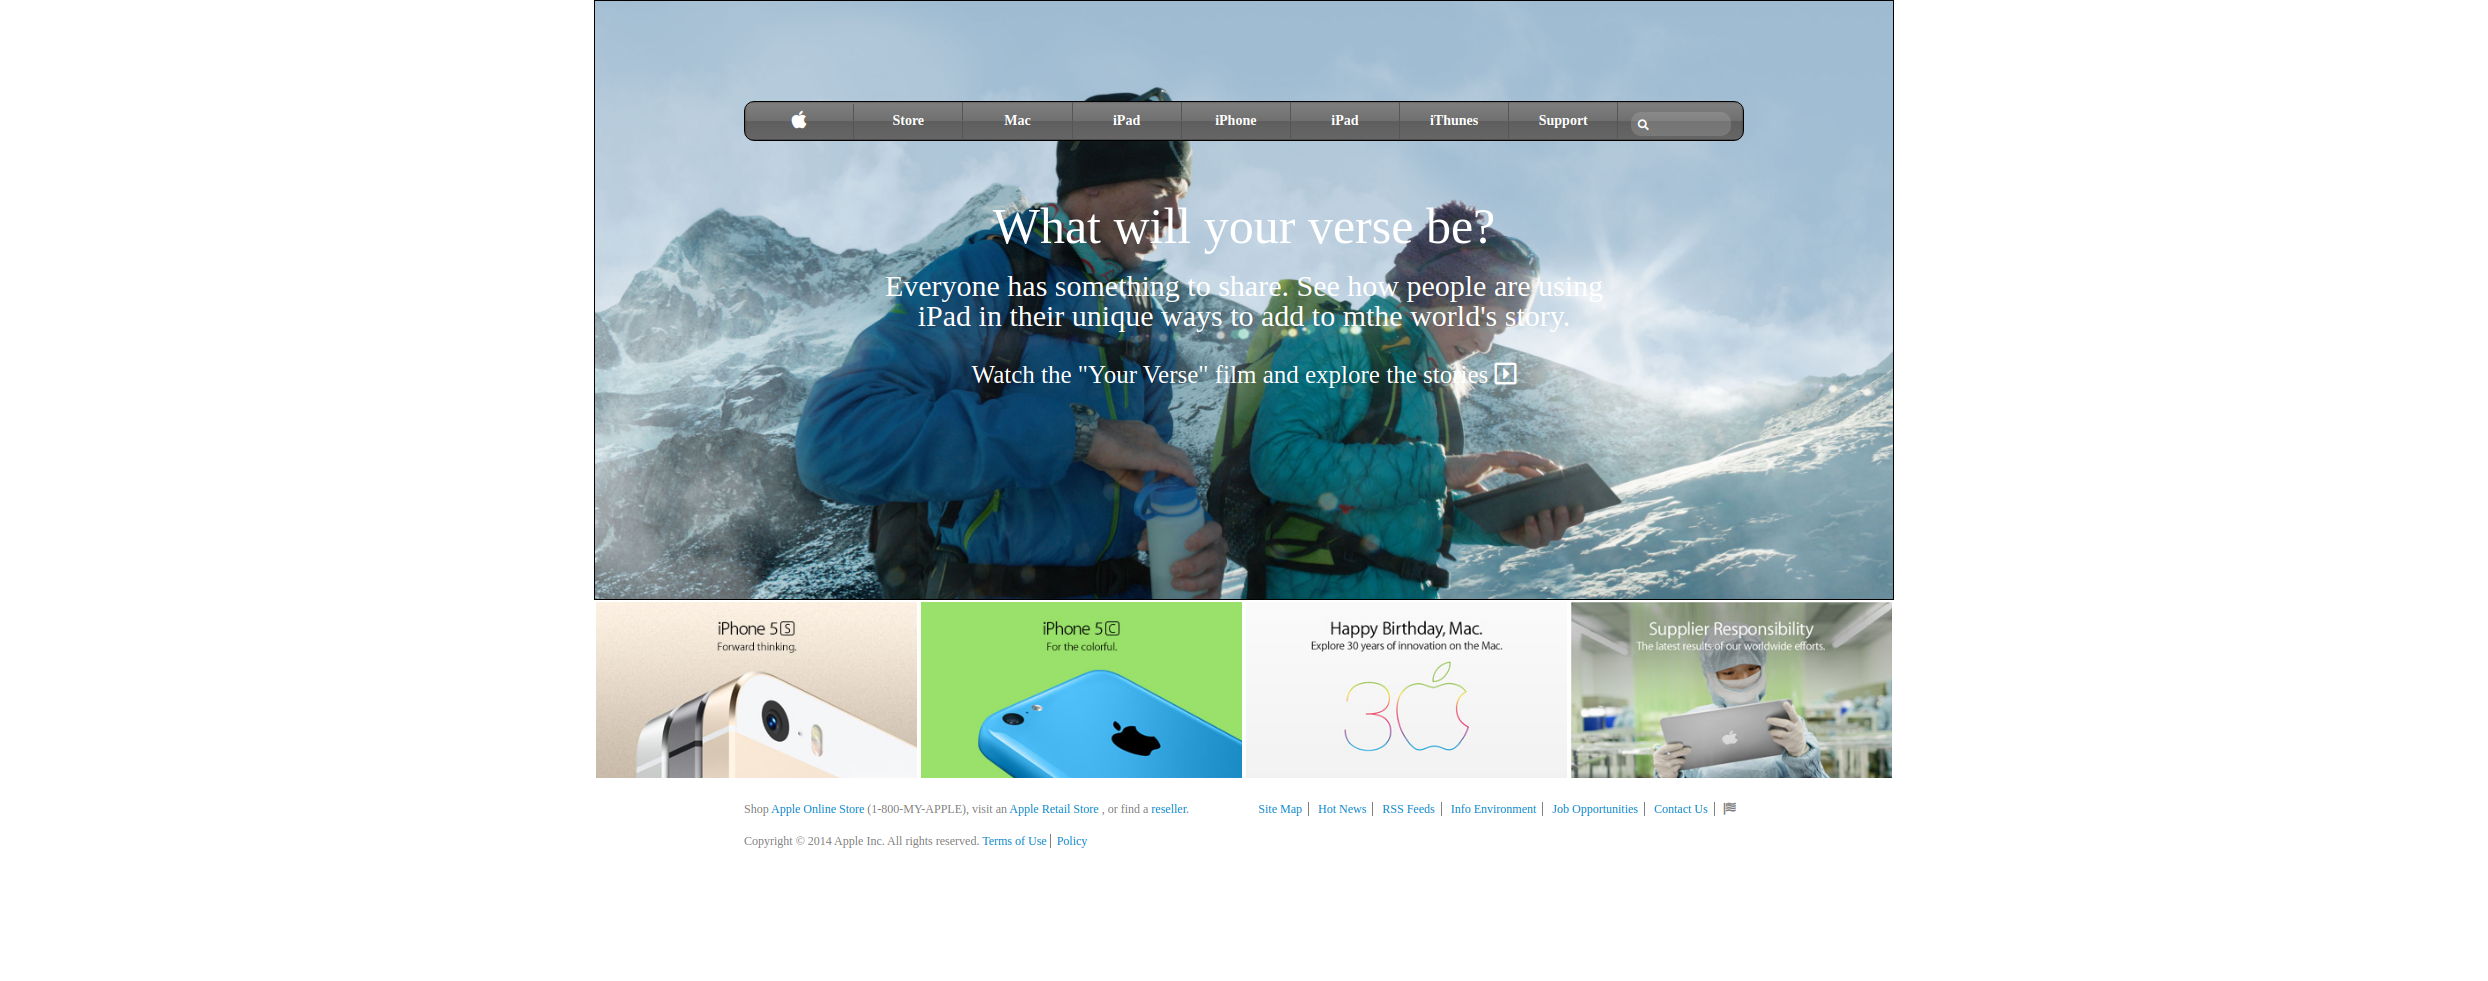 Store Mac iPad iPhone iPad iThunes Support
What will your verse be?
Everyone has something to share. See how people are using
iPad in their unique ways to add to mthe world's story.
Watch the "Your Verse" film and explore the stories
iPhone 5S
Forward thinking.
iPhone 5C
For the colorful.
Happy Birthday, Mac.
Explore 30 years of innovation on the Mac.
30
Supplier Responsibility
The latest results of our worldwide efforts.
Shop Apple Online Store (1-800-MY-APPLE), visit an Apple Retail Store , or find a reseller.
Site Map | Hot News | RSS Feeds | Info Environment | Job Opportunities | Contact Us |
Copyright © 2014 Apple Inc. All rights reserved. Terms of Use | Policy